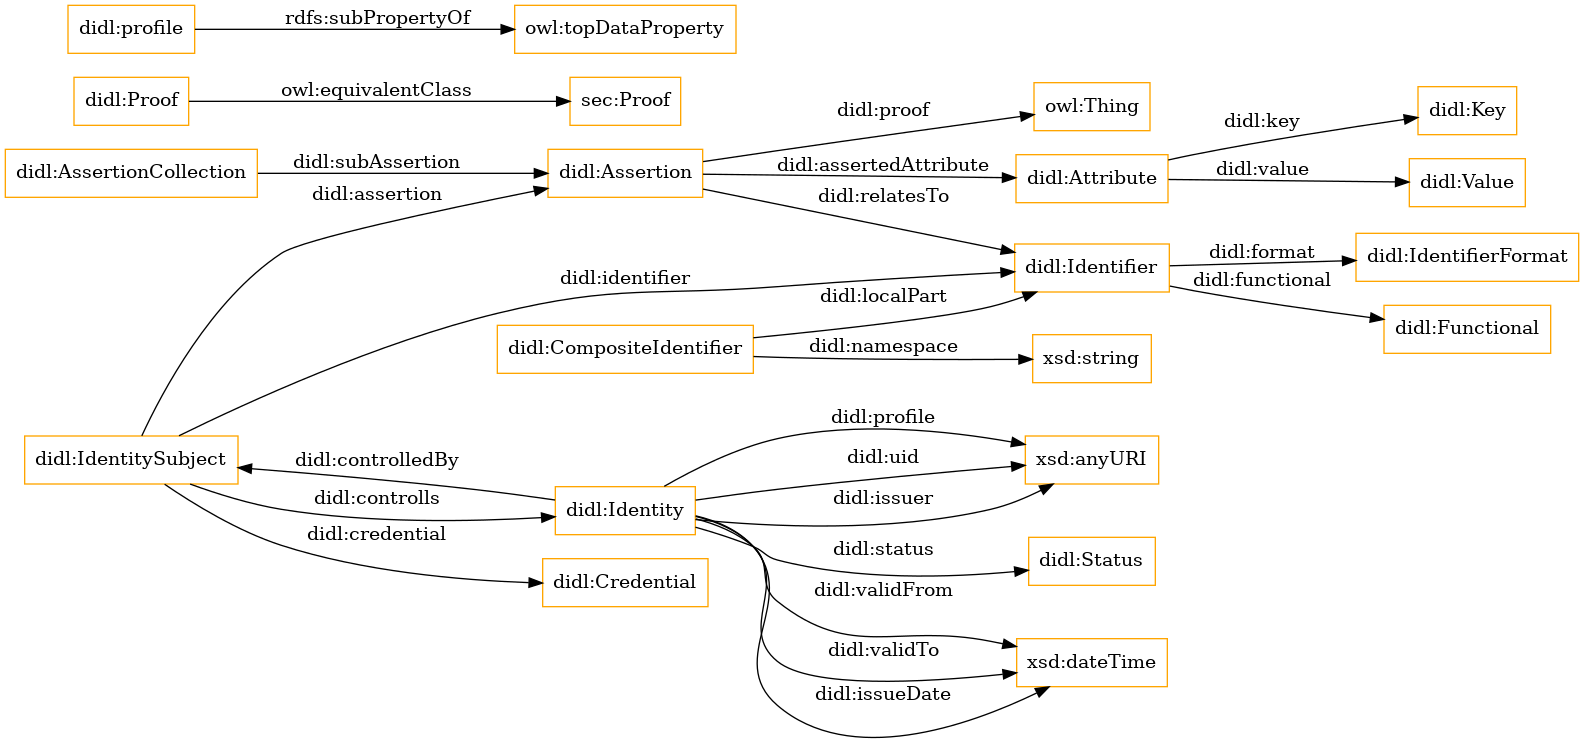 didl:profile
rdfs:subPropertyOf
owl:topDataProperty
didl:Proof
owl:equivalentClass
sec:Proof
didl:AssertionCollection
didl:subAssertion
didl:assertion
didl:Assertion
didl:proof
owl:Thing
didl:assertedAttribute
didl:Attribute
didl:key
didl:Key
didl:value
didl:Value
didl:relatesTo
didl:identifier
didl:Identifier
didl:format
didl:IdentifierFormat
didl:functional
didl:Functional
didl:localPart
didl:CompositeIdentifier
didl:namespace
xsd:string
didl:IdentitySubject
didl:controlledBy
didl:controlls
didl:credential
didl:Identity
didl:Credential
didl:profile
didl:uid
didl:issuer
xsd:anyURI
didl:status
didl:Status
didl:validFrom
didl:validTo
didl:issueDate
xsd:dateTime